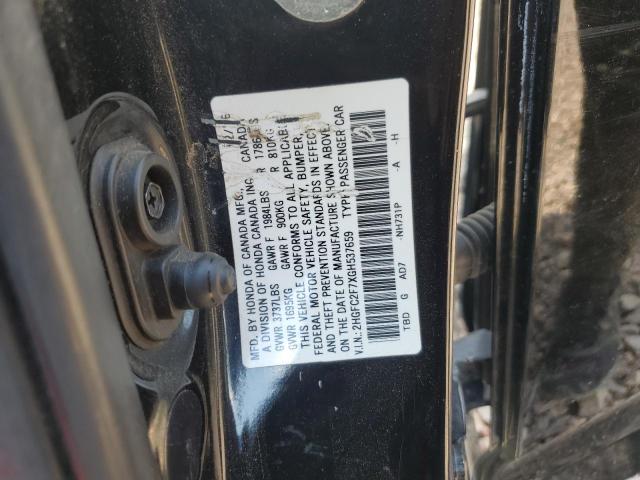 MFD. BY HONDA OF CANADA MFG., CANADA
A DIVISION OF HONDA CANADA INC.
GVWR 3737LBS GAWR F 1984LBS R 1786LBS
GVWR 1695KG GAWR F 900KG R 810KG
THIS VEHICLE CONFORMS TO ALL APPLICABLE
FEDERAL MOTOR VEHICLE SAFETY, BUMPER,
AND THEFT PREVENTION STANDARDS IN EFFECT
ON THE DATE OF MANUFACTURE SHOWN ABOVE.
V.I.N.: 2HGFC2F7XGH537659 TYPE: PASSENGER CAR
TBD G AD7 -NH731P -A -H